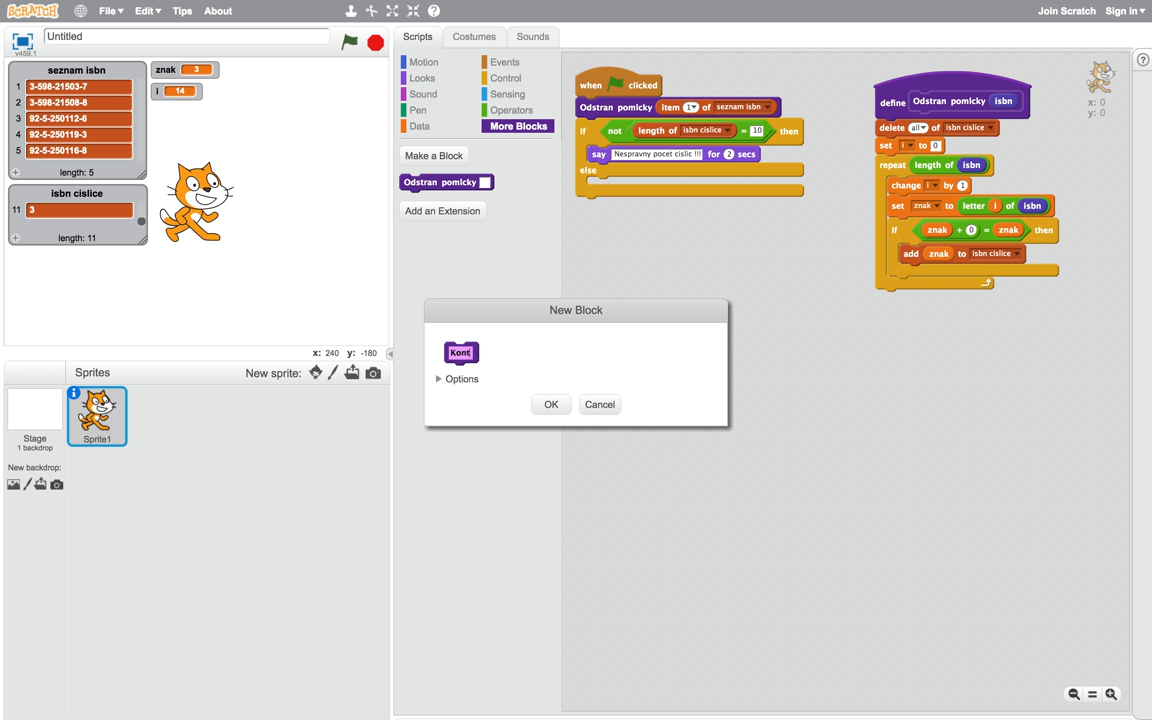 SCRATCH File Edit Tips About Join Scratch Sign in
v459.1 Untitled
seznam isbn
1 3-598-21503-7
2 3-598-21508-8
3 92-5-250112-6
4 92-5-250119-3
5 92-5-250116-8
+ length: 5
znak 3
i 14
isbn cislice
11 3
+ length: 11
x: 240 y: -180
Sprites New sprite:
Stage
1 backdrop
New backdrop:
Sprite1
Scripts Costumes Sounds
Motion Events
Looks Control
Sound Sensing
Pen Operators
Data More Blocks
Make a Block
Odstran pomlcky
Add an Extension
when clicked
Odstran pomlcky item 1 of seznam isbn
if not length of isbn cislice = 10 then
say Nespravny pocet cislic !!! for 2 secs
else
define Odstran pomlcky isbn
delete all of isbn cislice
set i to 0
repeat length of isbn
change i by 1
set znak to letter i of isbn
if znak + 0 = znak then
add znak to isbn cislice
x: 0
y: 0
New Block
Kont
Options
OK Cancel